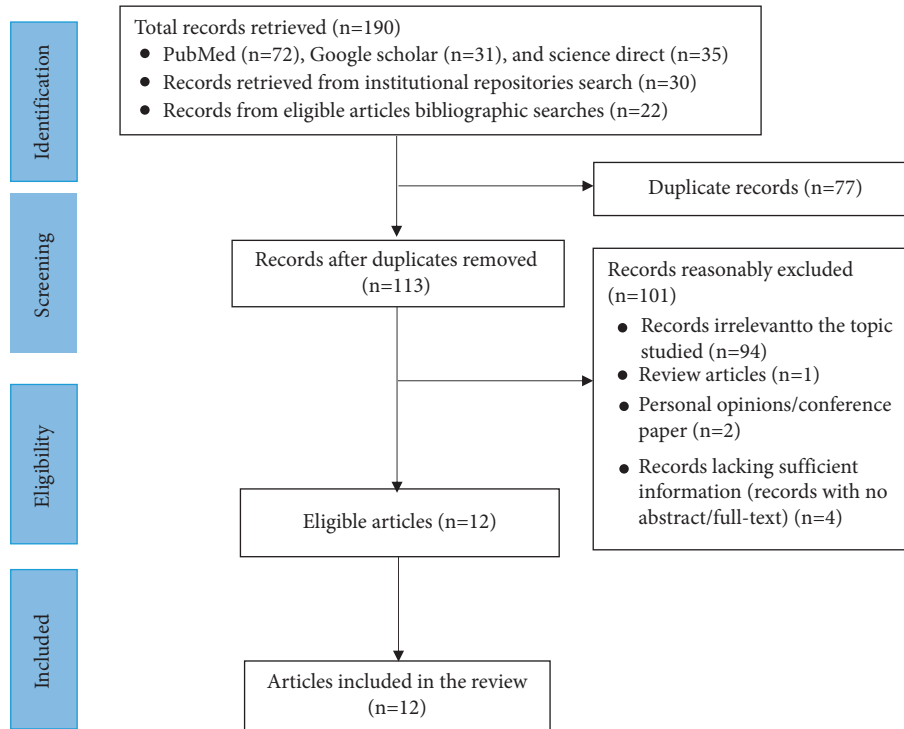 Identification
Total records retrieved (n=190)
● PubMed (n=72), Google scholar (n=31), and science direct (n=35)
● Records retrieved from institutional repositories search (n=30)
● Records from eligible articles bibliographic searches (n=22)
Duplicate records (n=77)
Screening
Records after duplicates removed
(n=113)
Records reasonably excluded
(n=101)
● Records irrelevantto the topic
studied (n=94)
● Review articles (n=1)
● Personal opinions/conference
paper (n=2)
● Records lacking sufficient
information (records with no
abstract/full-text) (n=4)
Eligibility
Eligible articles (n=12)
Included
Articles included in the review
(n=12)